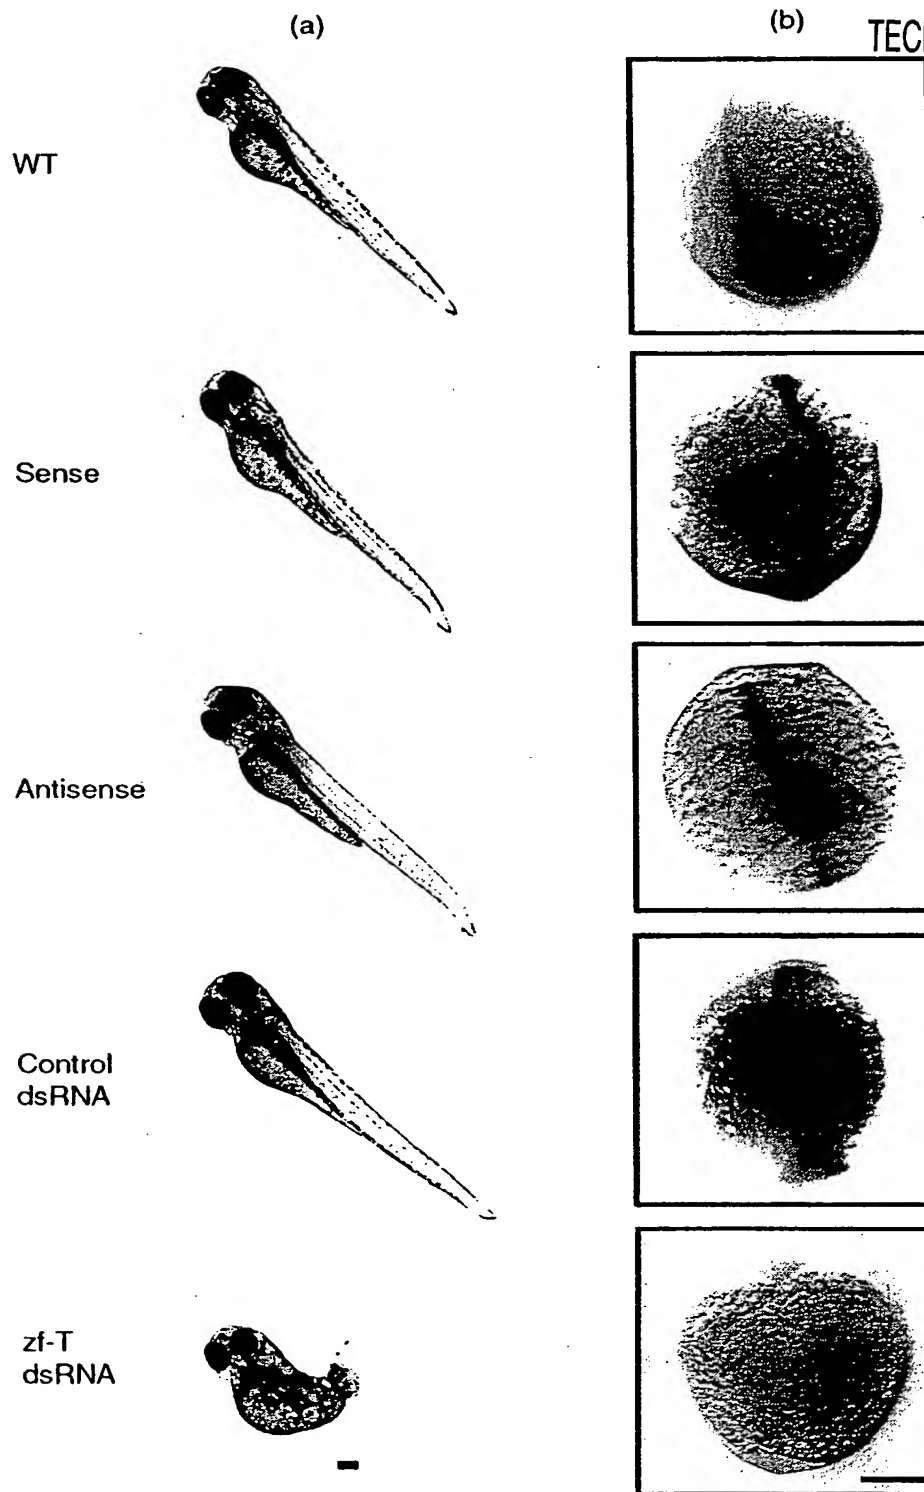 (a)
(b)
TEC
WT
Sense
Antisense
Control
dsRNA
zf-T
dsRNA